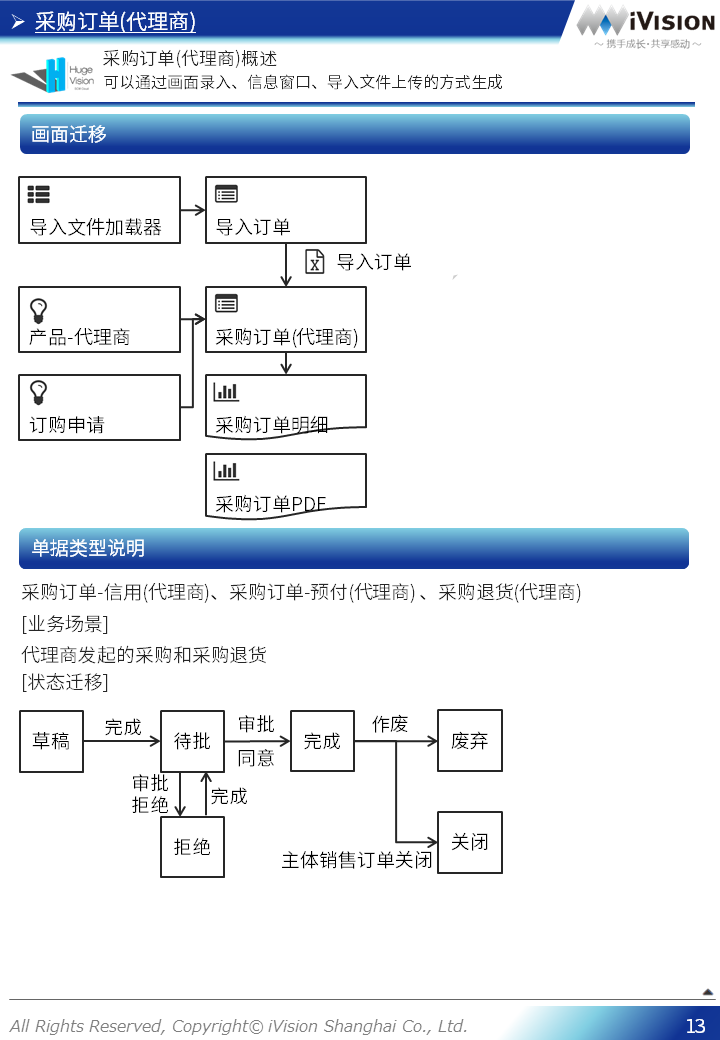 采购订单(代理商)
iVISION
～ 携手成长·共享感动 ～
Huge
Vision
采购订单(代理商)概述
可以通过画面录入、信息窗口、导入文件上传的方式生成
画面迁移
导入文件加载器
导入订单
导入订单
产品-代理商
采购订单(代理商)
订购申请
采购订单明细
采购订单PDF
单据类型说明
采购订单-信用(代理商)、采购订单-预付(代理商) 、采购退货(代理商)
[业务场景]
代理商发起的采购和采购退货
[状态迁移]
草稿
完成
待批
审批
同意
完成
作废
废弃
审批
拒绝
完成
拒绝
主体销售订单关闭
关闭
All Rights Reserved, Copyright© iVision Shanghai Co., Ltd.
13